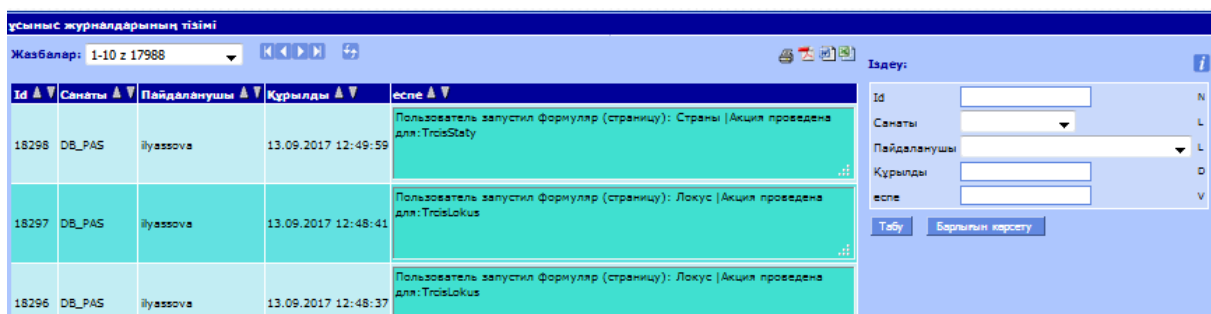 ұсыныс журналдарының тізімі
Жазбалар: 1-10 z 17988
Іздеу:
Id Санаты Пайдаланушы Құрылды еспе
18298 DB_PAS ilyassova 13.09.2017 12:49:59 Пользователь запустил формуляр (страницу): Страны |Акция проведена
для:TrcisStaty
18297 DB_PAS ilyassova 13.09.2017 12:48:41 Пользователь запустил формуляр (страницу): Локус |Акция проведена
для:TrcisLokus
18296 DB_PAS ilyassova 13.09.2017 12:48:37 Пользователь запустил формуляр (страницу): Локус |Акция проведена
для:TrcisLokus
Id N
Санаты L
Пайдаланушы L
Құрылды D
еспе V
Табу Барлығын көрсету